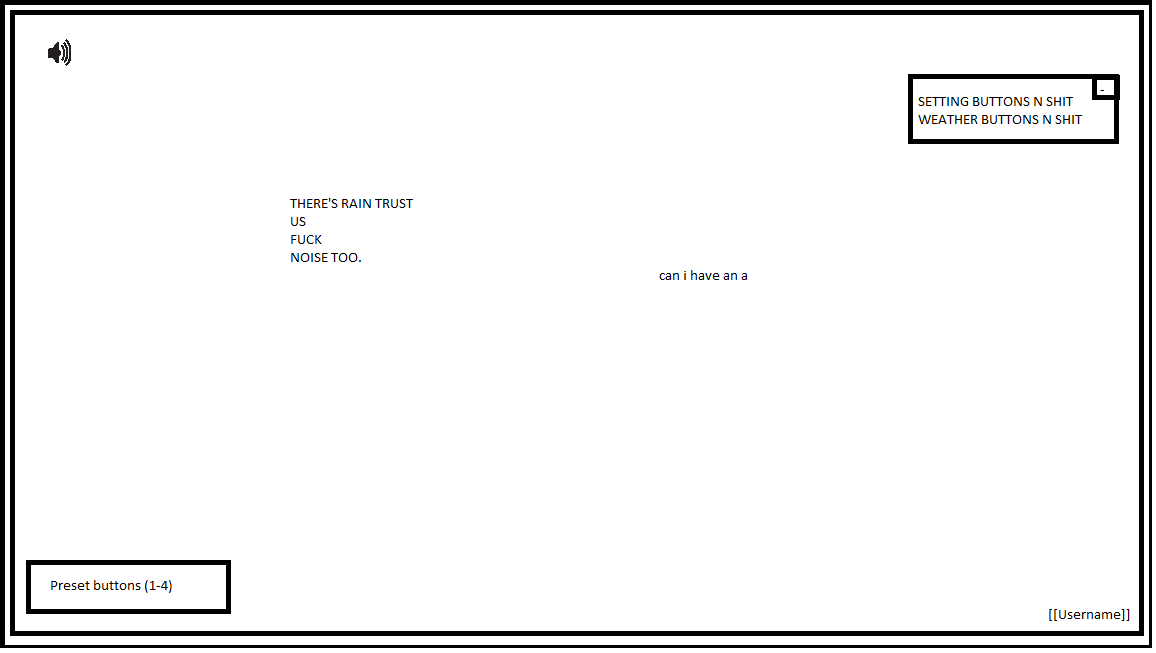 -
SETTING BUTTONS N SHIT
WEATHER BUTTONS N SHIT
THERE'S RAIN TRUST
US
FUCK
NOISE TOO.
can i have an a
Preset buttons (1-4)
[[Username]]